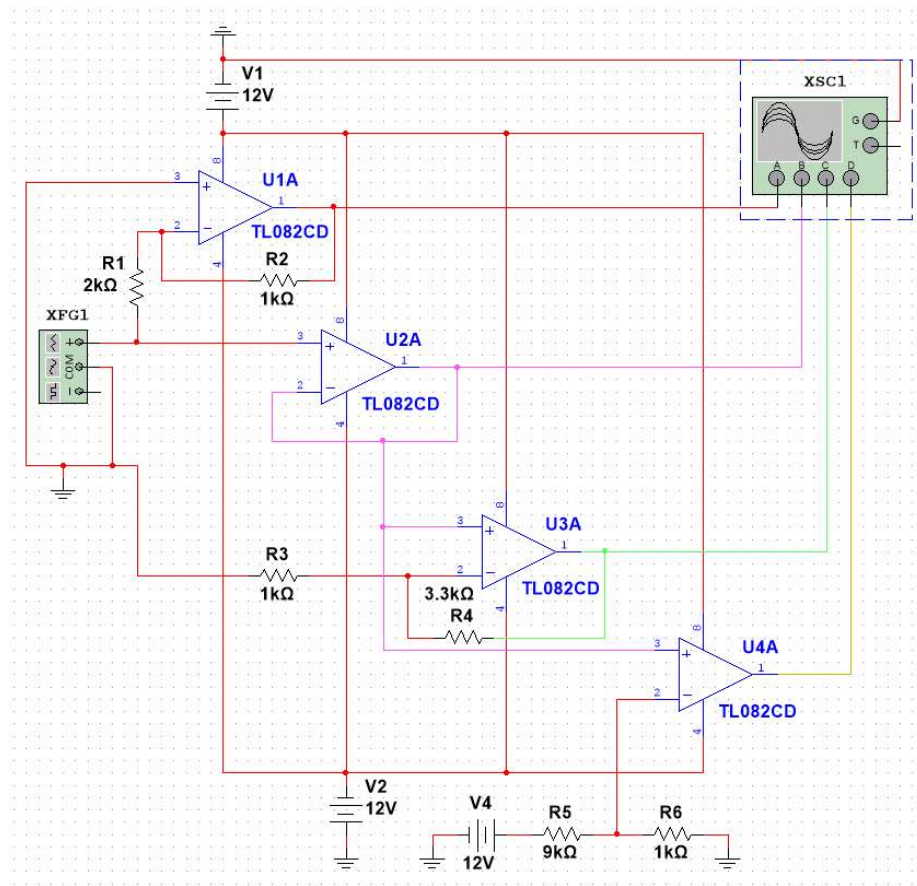 V1
12V
XSC1
G
T
A B C D
8
3
U1A
1
2
TL082CD
4
R1
2kΩ
R2
1kΩ
XFG1
COM
8
3
U2A
1
2
TL082CD
4
8
3
U3A
1
2
TL082CD
4
R3
1kΩ
3.3kΩ
R4
8
3
U4A
1
2
TL082CD
4
V2
12V
V4
12V
R5
9kΩ
R6
1kΩ